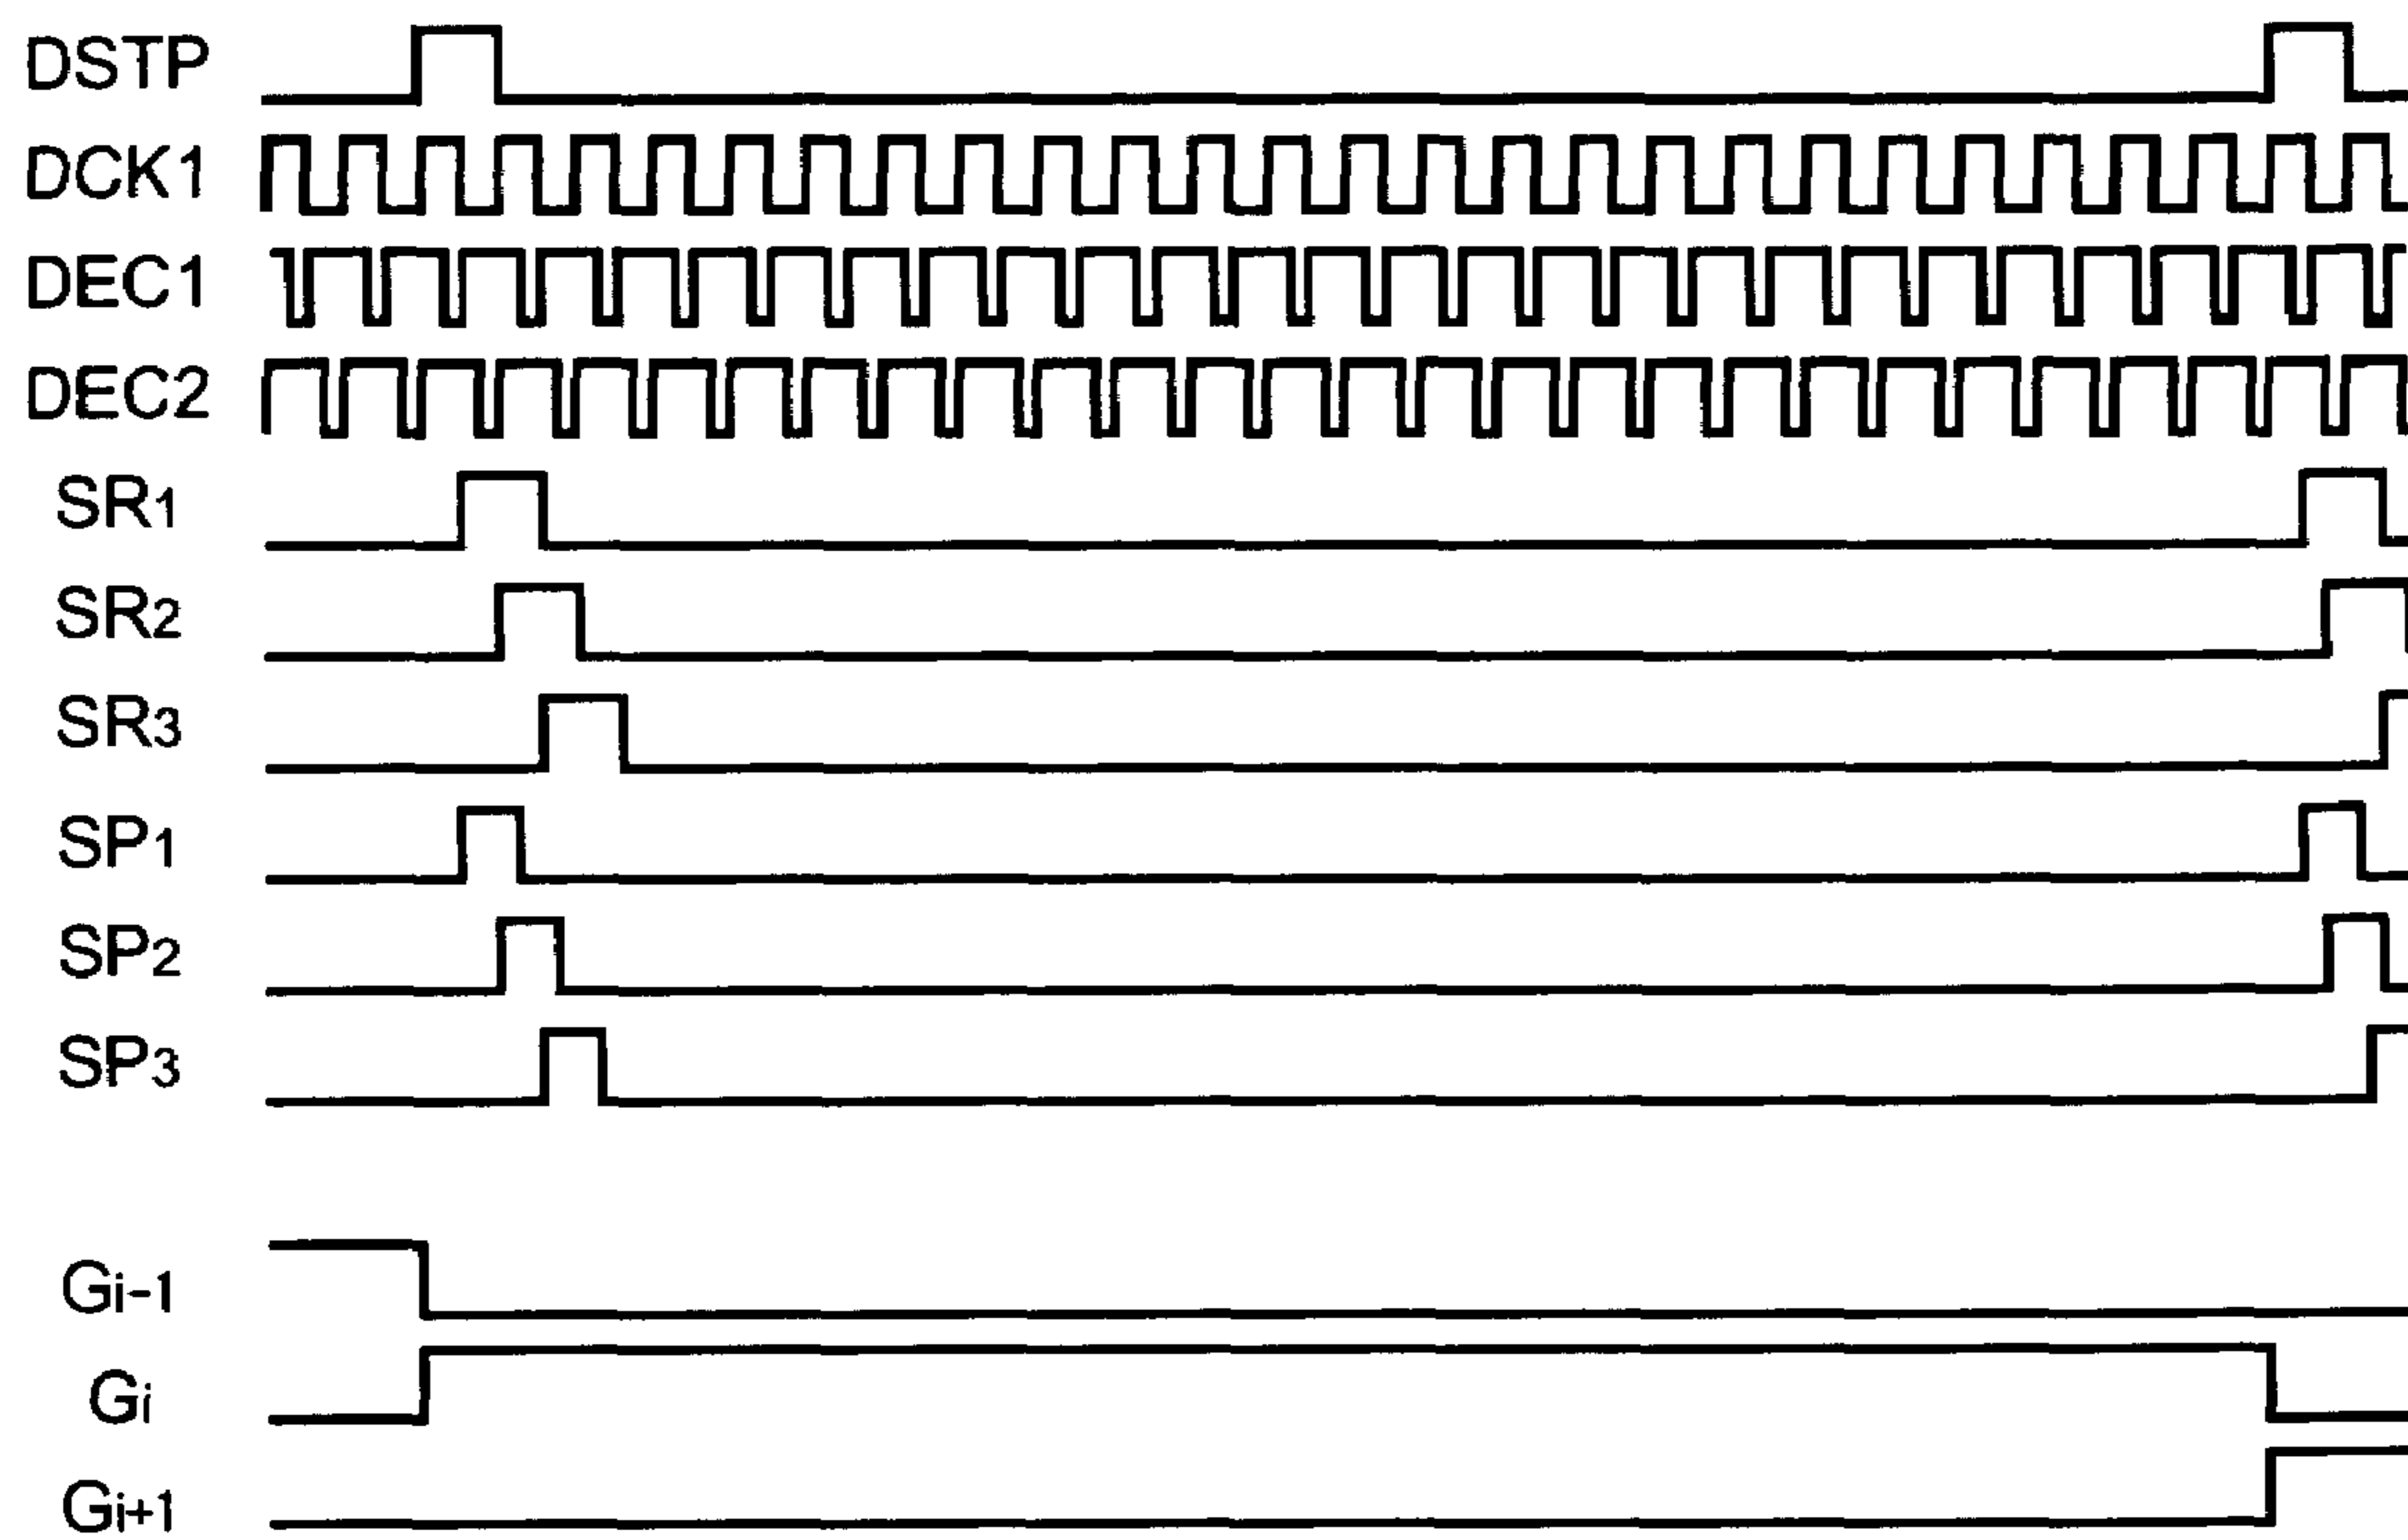 DSTP
DCK1
DEC1
DEC2
SR1
SR2
SR3
SP1
SP2
SP3
Gi-1
Gi
Gi+1